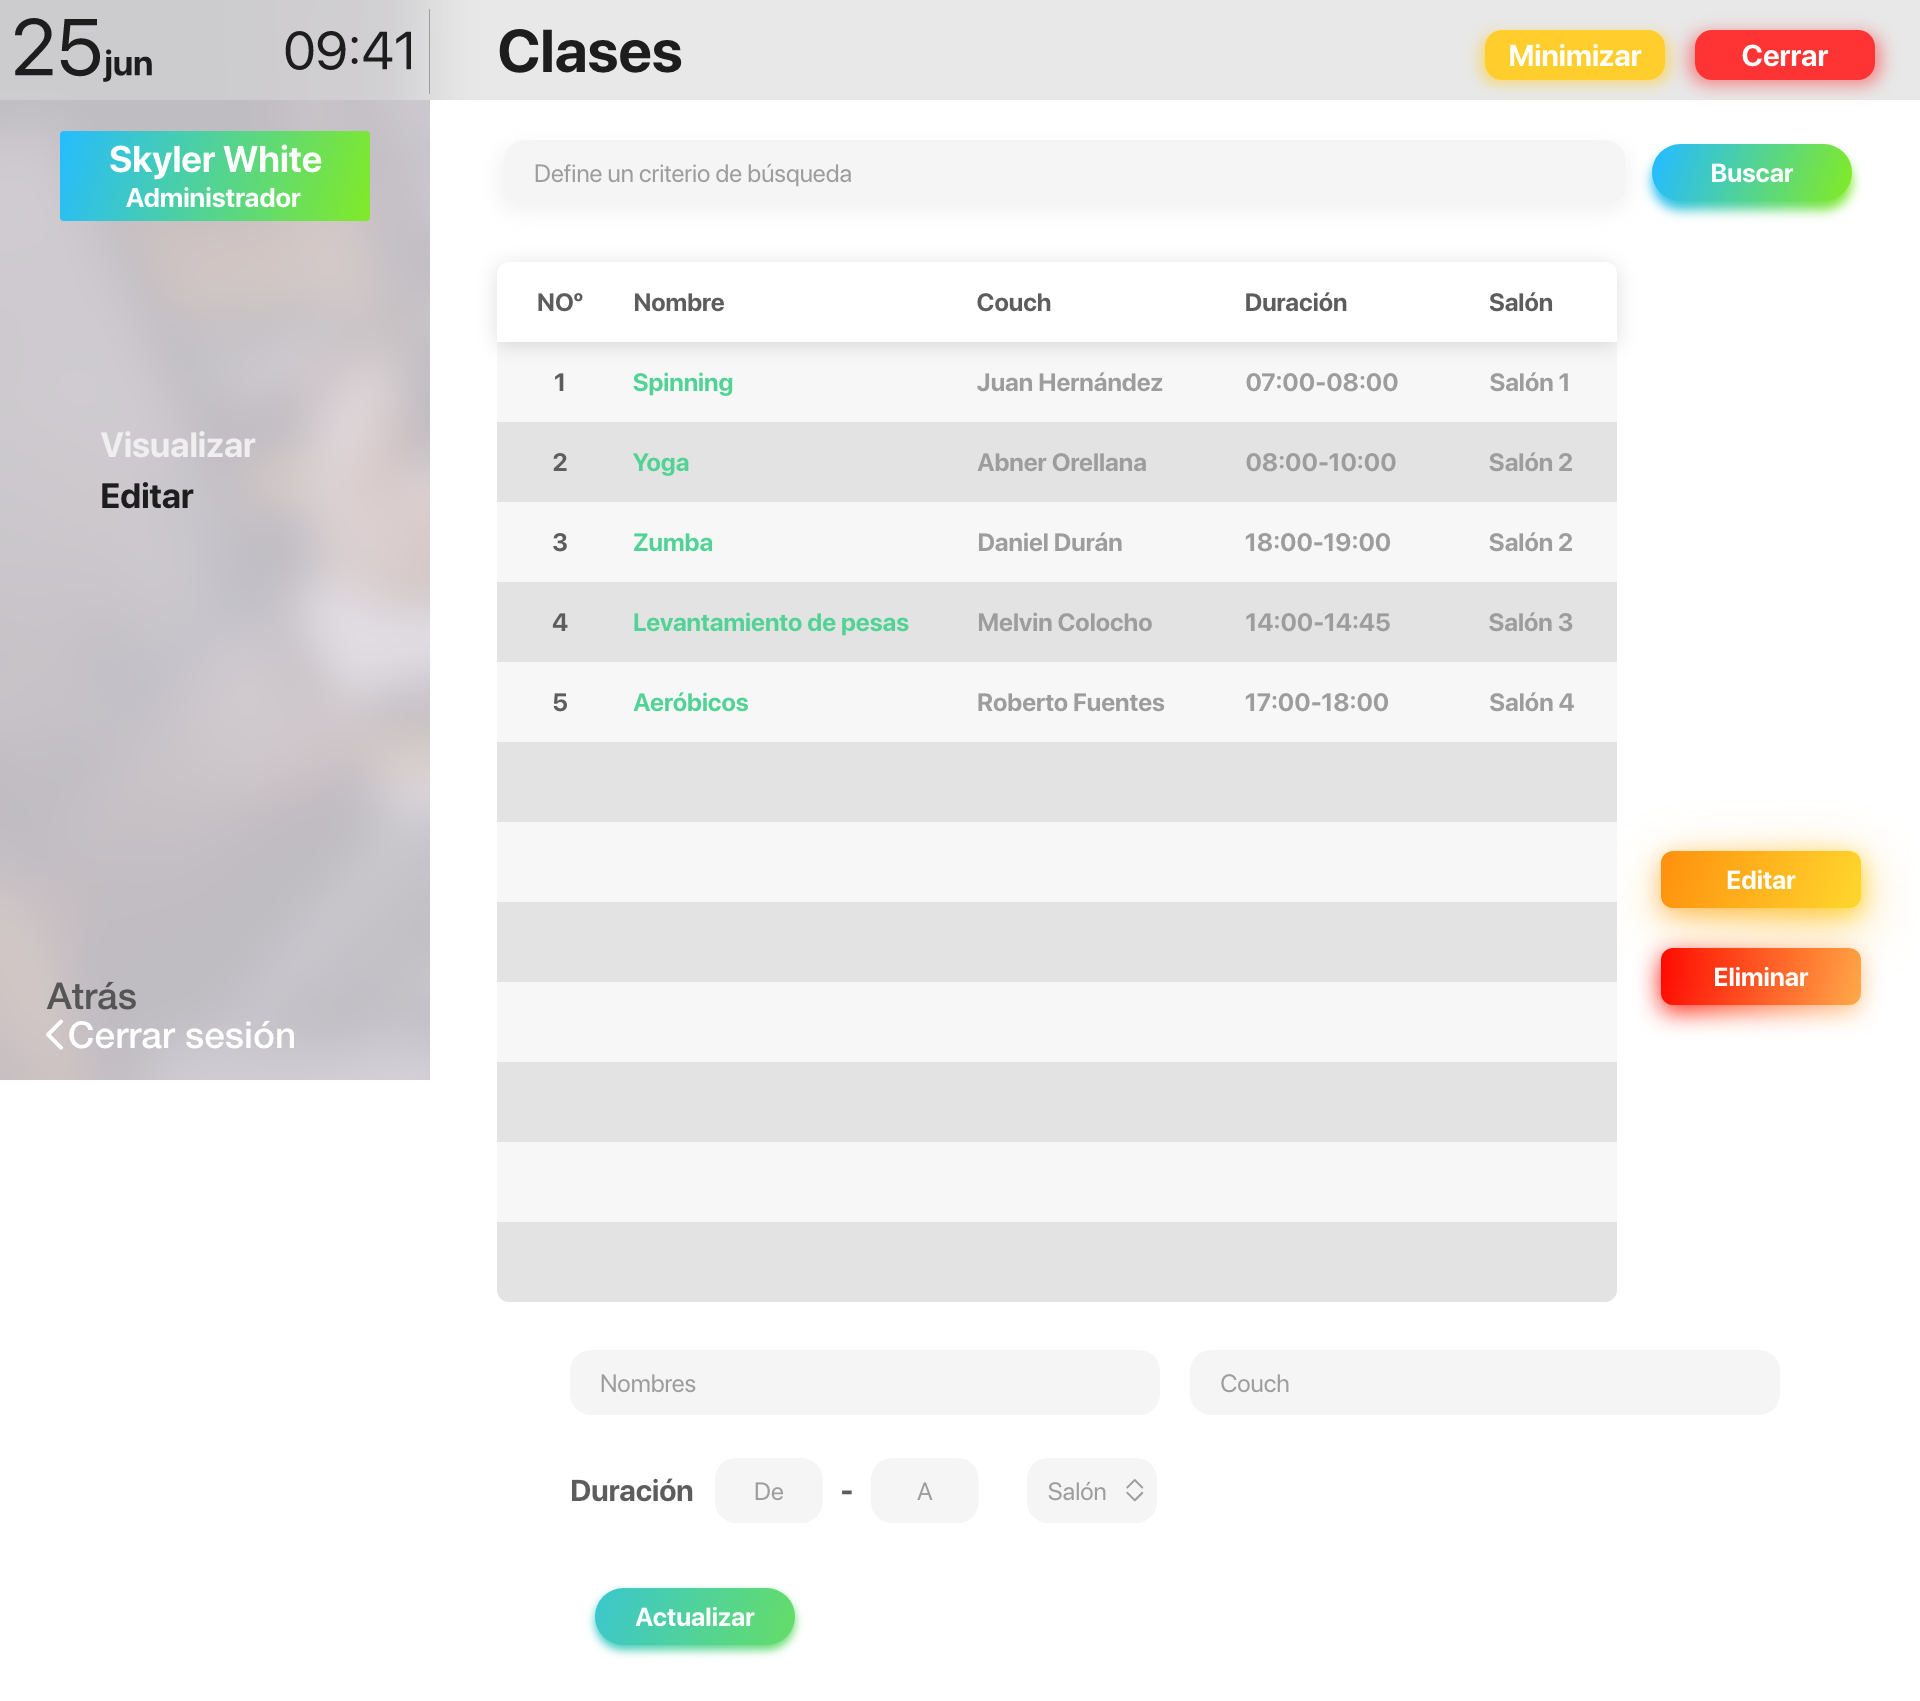 25jun 09:41
Clases
Minimizar
Cerrar
Skyler White
Administrador
Visualizar
Editar
Atrás
Cerrar sesión
Define un criterio de búsqueda
Buscar
NOº Nombre Couch Duración Salón
1 Spinning Juan Hernández 07:00-08:00 Salón 1
2 Yoga Abner Orellana 08:00-10:00 Salón 2
3 Zumba Daniel Durán 18:00-19:00 Salón 2
4 Levantamiento de pesas Melvin Colocho 14:00-14:45 Salón 3
5 Aeróbicos Roberto Fuentes 17:00-18:00 Salón 4
Editar
Eliminar
Nombres
Couch
Duración De - A Salón
Actualizar